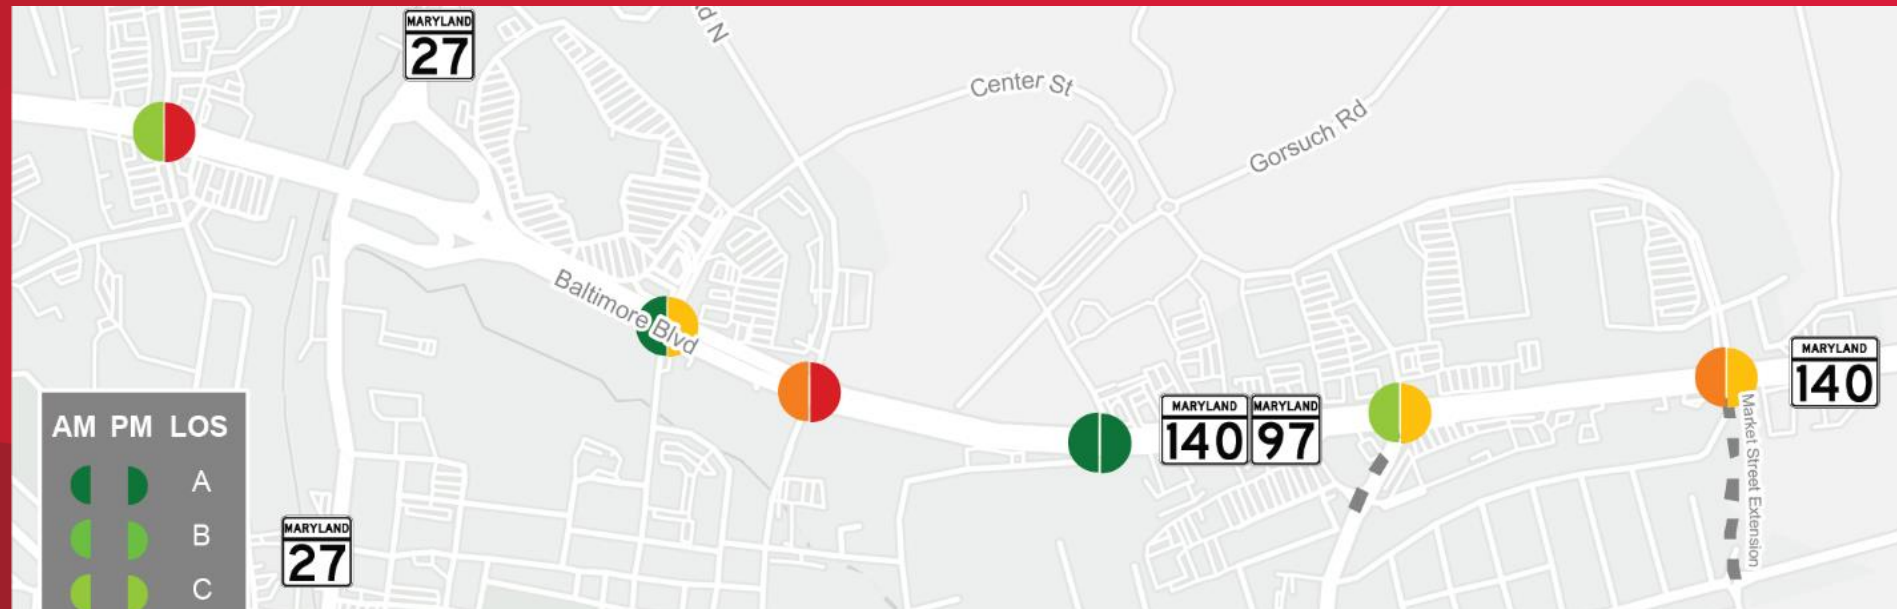 MARYLAND
27
d N
Center St
Gorsuch Rd
Baltimore Blvd
MARYLAND
140
MARYLAND
97
MARYLAND
140
Market Street Extension
AM PM LOS
A
B
C
MARYLAND
27